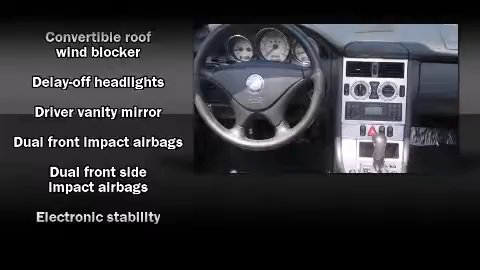 Convertible roof
wind blocker
Delay-off headlights
Driver vanity mirror
Dual front impact airbags
Dual front side
impact airbags
Electronic stability